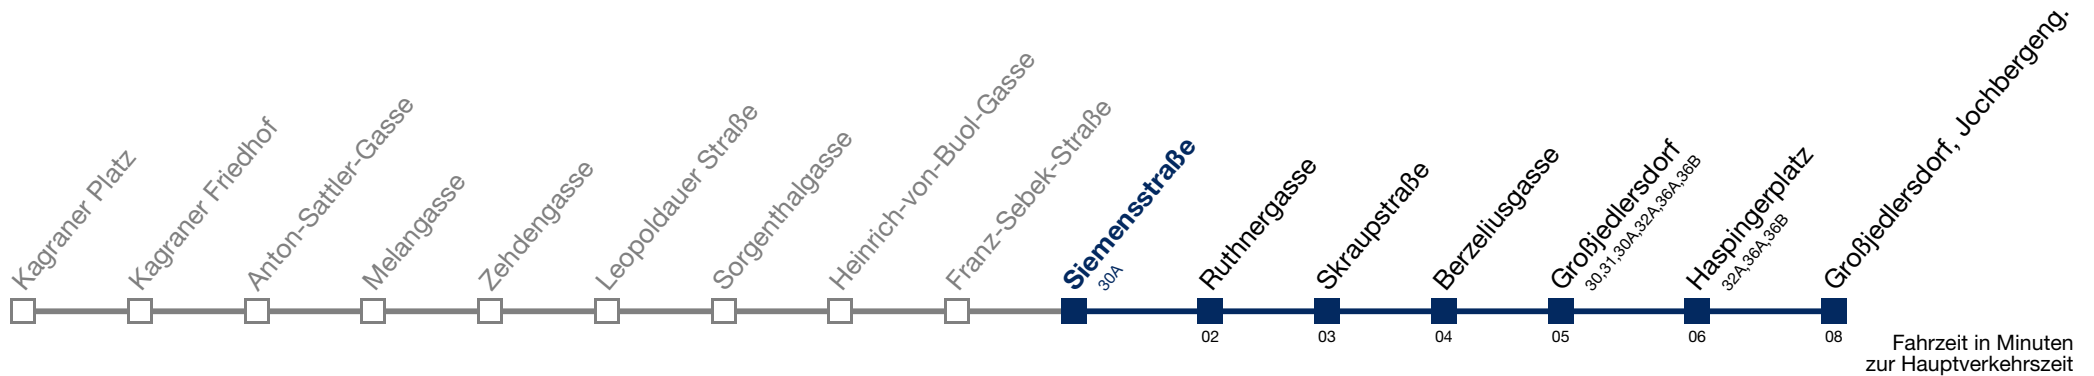 Kagraner Platz
Kagraner Friedhof
Anton-Sattler-Gasse
Melangasse
Zehdengasse
Leopoldauer Straße
Sorgenthalgasse
Heinrich-von-Buol-Gasse
Franz-Sebek-Straße
Siemensstraße
30A
Ruthnergasse
02
Skraupstraße
03
Berzeliusgasse
04
Großjedlersdorf
30,31,30A,32A,36A,36B
05
Haspingerplatz
32A,36A,36B
06
Großjedlersdorf, Jochbergeng.
08
Fahrzeit in Minuten
zur Hauptverkehrszeit